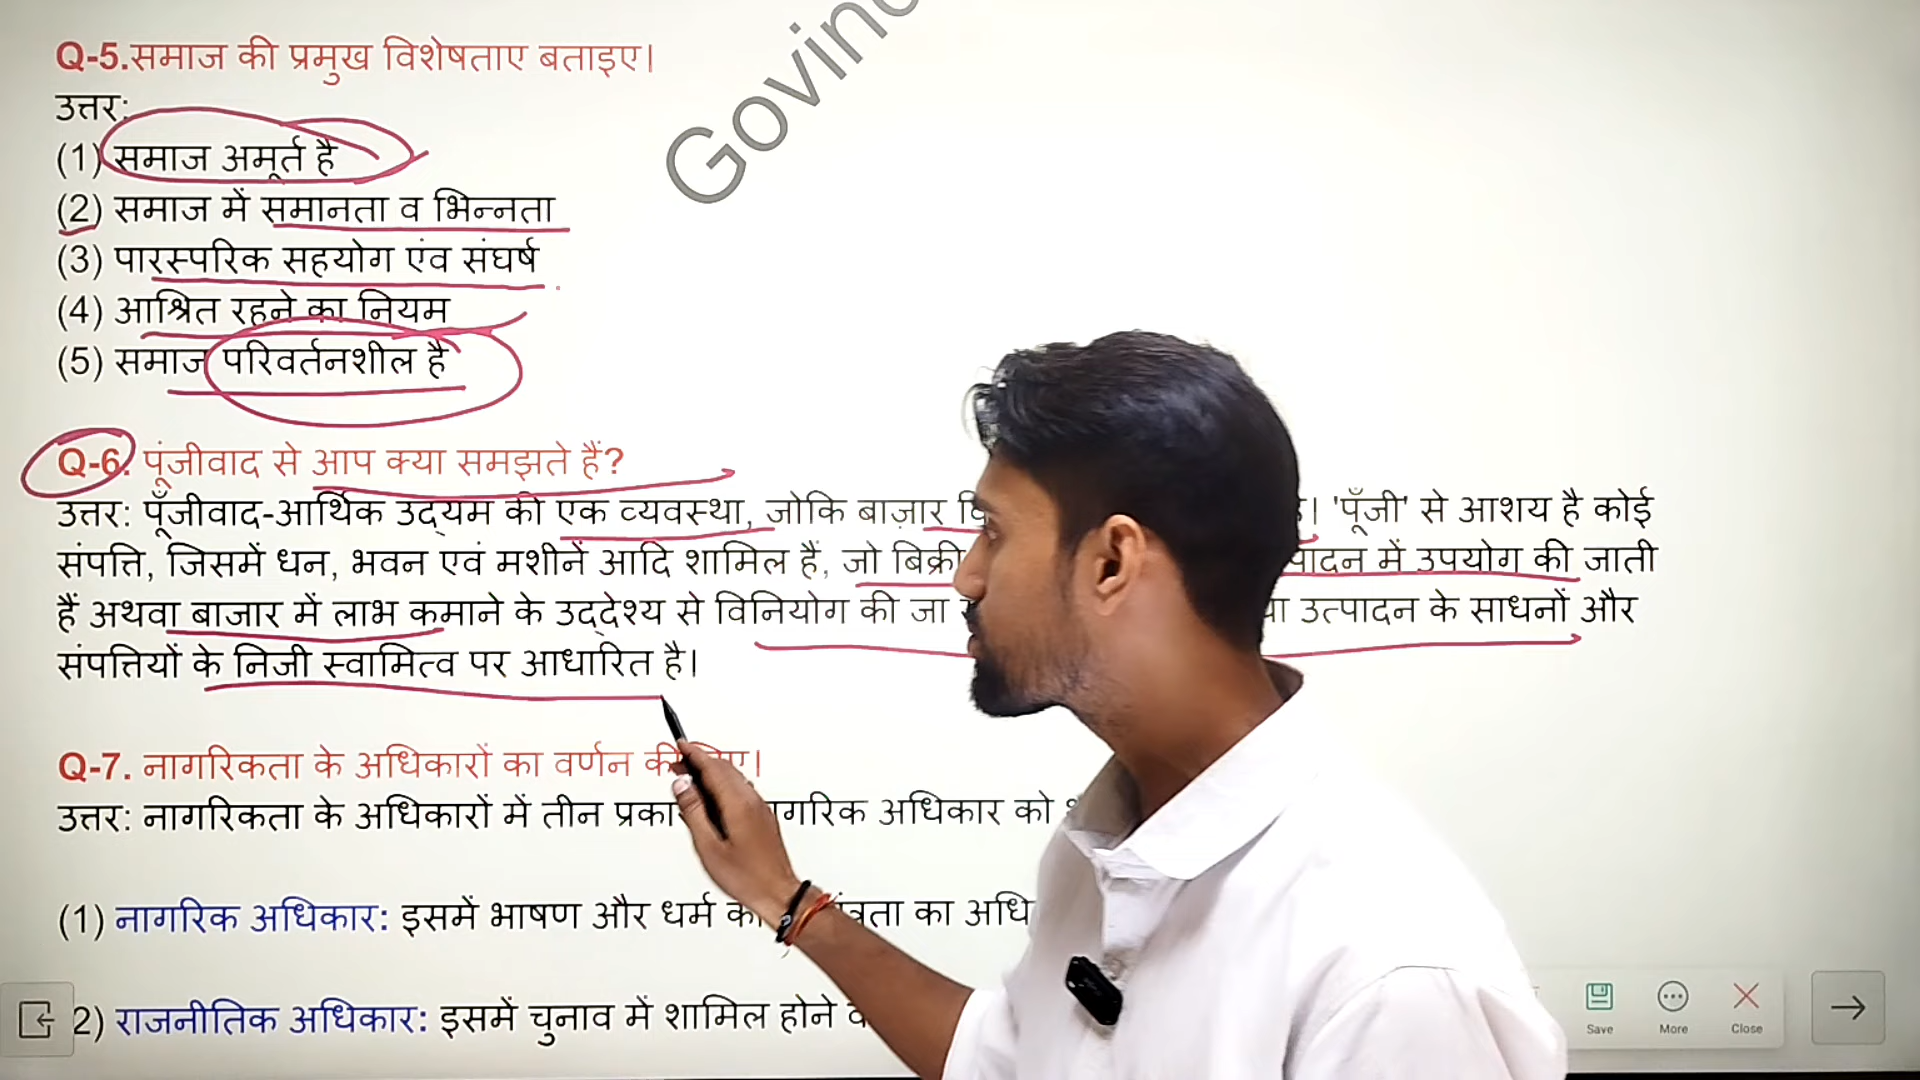 Govind
Q-5.समाज की प्रमुख विशेषताए बताइए।
उत्तर:
(1) समाज अमूर्त है
(2) समाज में समानता व भिन्नता
(3) पारस्परिक सहयोग एंव संघर्ष
(4) आश्रित रहने का नियम
(5) समाज परिवर्तनशील है
Q-6. पूंजीवाद से आप क्या समझते हैं?
उत्तर: पूँजीवाद-आर्थिक उद्यम की एक व्यवस्था, जोकि बाज़ार । 'पूँजी' से आशय है कोई
संपत्ति, जिसमें धन, भवन एवं मशीनें आदि शामिल हैं, जो बिक्री में उपयोग की जाती
हैं अथवा बाजार में लाभ कमाने के उद्देश्य से विनियोग की जा उत्पादन के साधनों और
संपत्तियों के निजी स्वामित्व पर आधारित है।
Q-7. नागरिकता के अधिकारों का वर्णन
उत्तर: नागरिकता के अधिकारों में तीन अधिकार को
(1) नागरिक अधिकार: इसमें भाषण और धर्म का
2) राजनीतिक अधिकार: इसमें चुनाव में शामिल होने
Save
More
Close